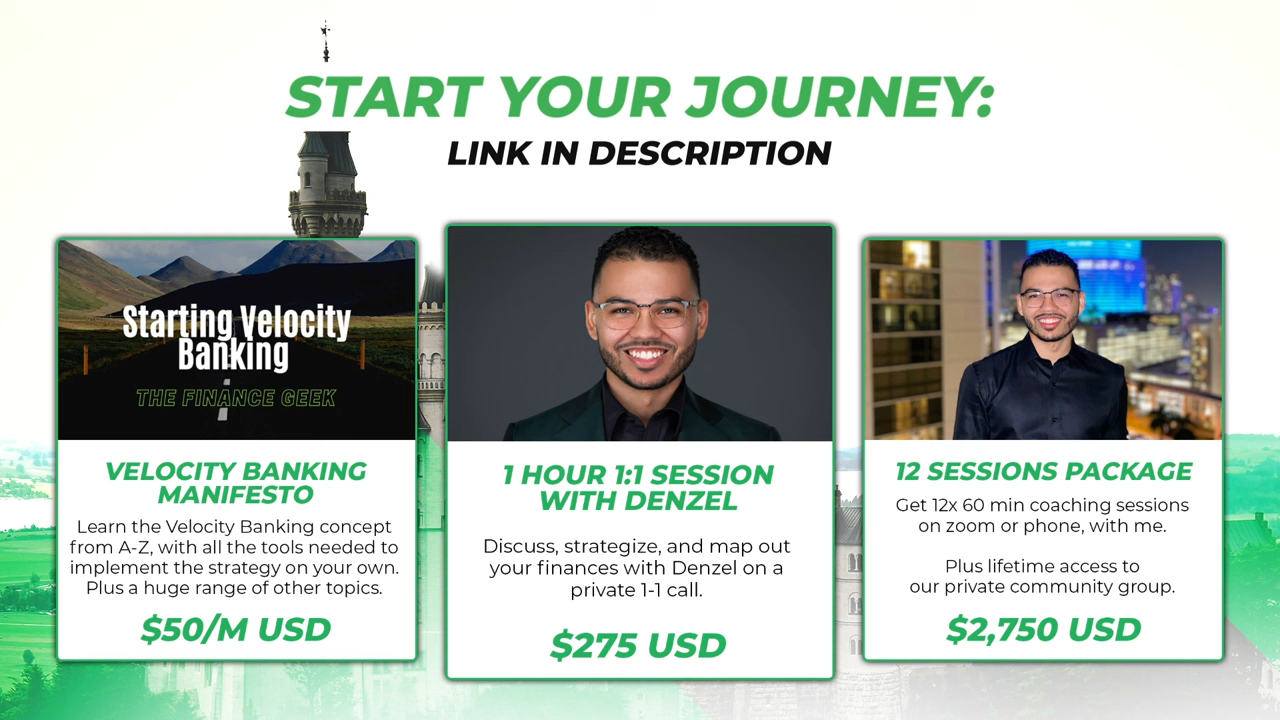 START YOUR JOURNEY:
LINK IN DESCRIPTION
Starting Velocity
Banking
THE FINANCE GEEK
VELOCITY BANKING
MANIFESTO
Learn the Velocity Banking concept
from A-Z, with all the tools needed to
implement the strategy on your own.
Plus a huge range of other topics.
$50/M USD
1 HOUR 1:1 SESSION
WITH DENZEL
Discuss, strategize, and map out
your finances with Denzel on a
private 1-1 call.
$275 USD
12 SESSIONS PACKAGE
Get 12x 60 min coaching sessions
on zoom or phone, with me.
Plus lifetime access to
our private community group.
$2,750 USD